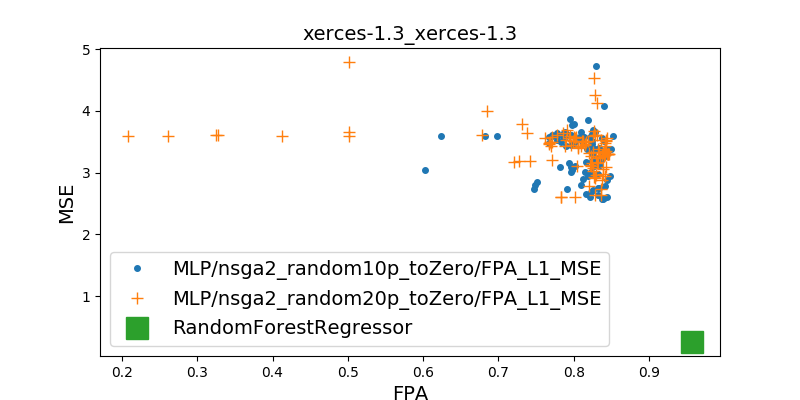 xerces-1.3_xerces-1.3
5
4
3
2
1
MSE
MLP/nsga2_random10p_toZero/FPA_L1_MSE
MLP/nsga2_random20p_toZero/FPA_L1_MSE
RandomForestRegressor
0.2 0.3 0.4 0.5 0.6 0.7 0.8 0.9
FPA